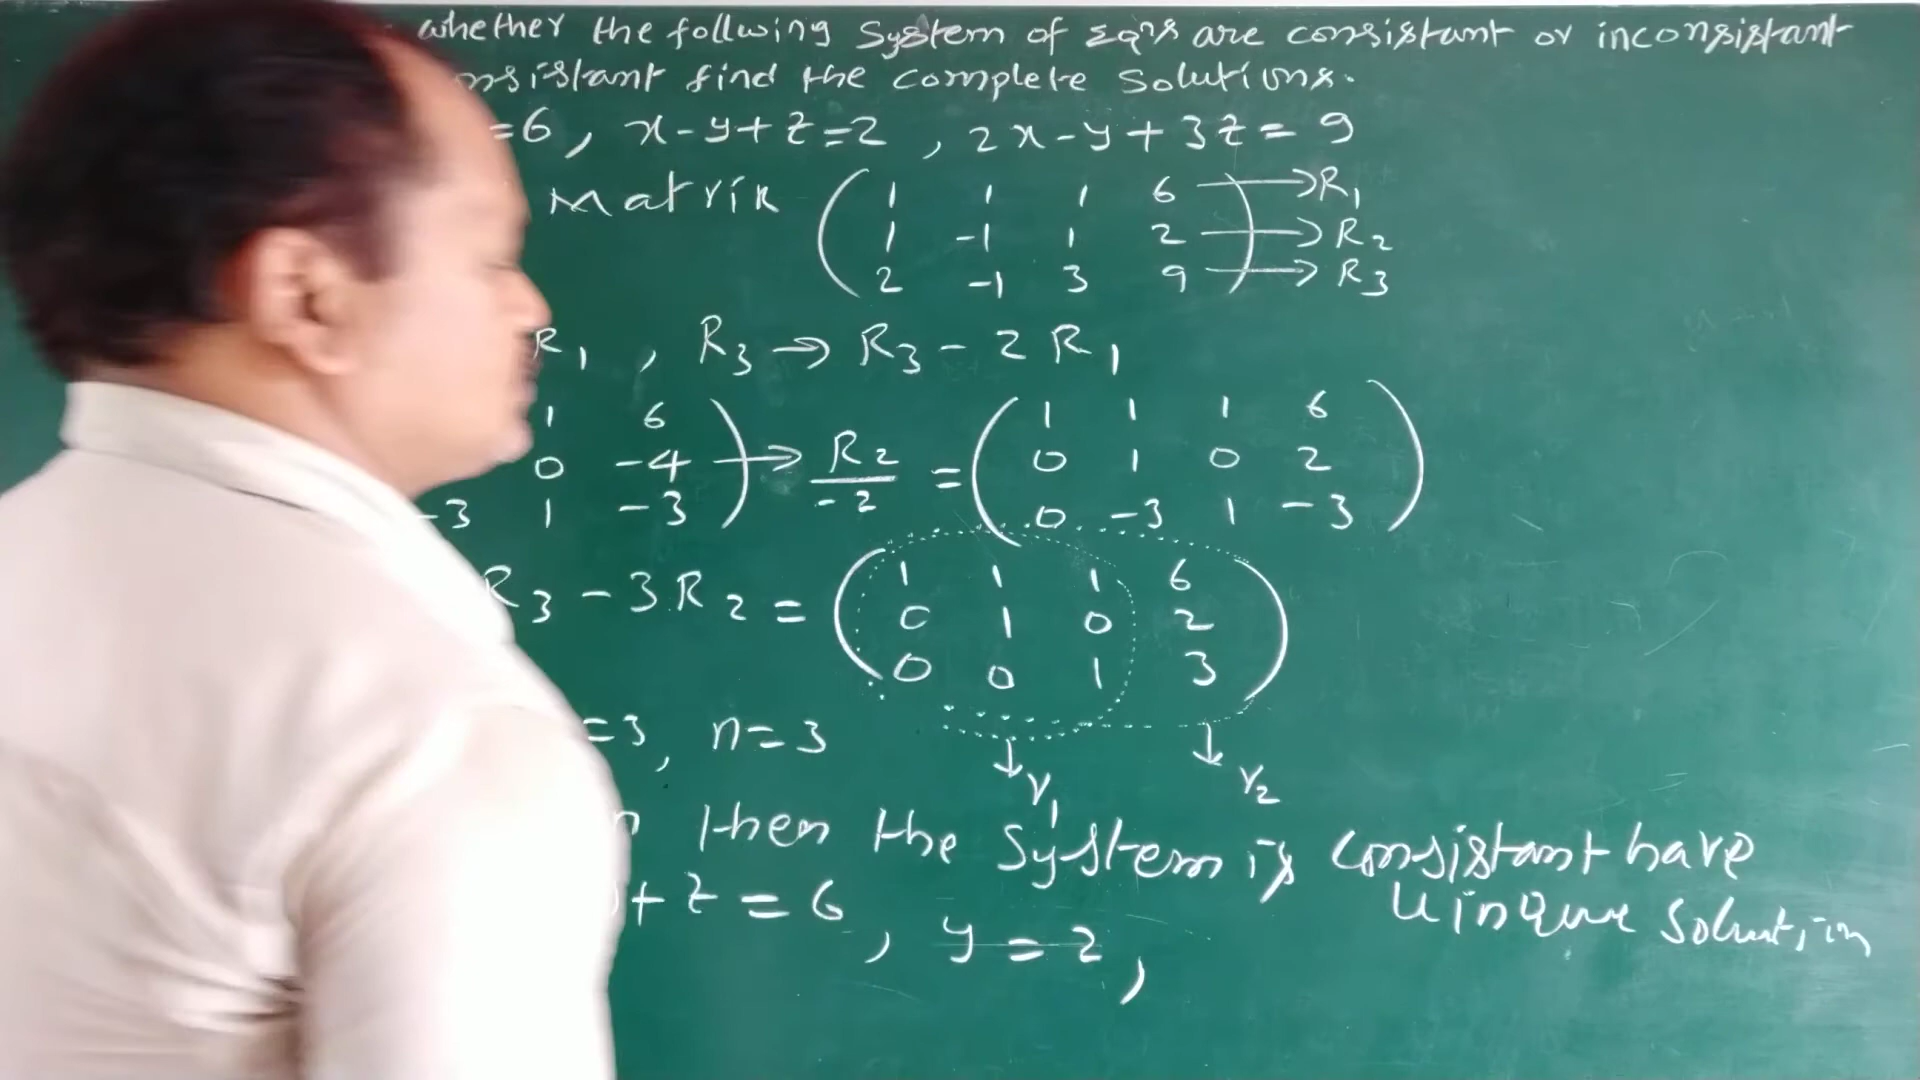 whether the following system of Eqns are consistant or inconsistant
nsistant find the complete solutions.
=6, x-y+z=2, 2x-y+3z=9
Matrix ( 1 1 1 6 ) → R1
1 -1 1 2 → R2
2 -1 3 9 → R3
R1, R3 → R3 - 2R1
1 6
0 -4 → R2/-2 =
-3 1 -3
( 1 1 1 6 )
0 1 0 2
0 -3 1 -3
R3 - 3R2 = ( 1 1 1 6 )
0 1 0 2
0 0 1 3
=3, n=3
↓ r1 ↓ r2
n then the system is consistant have
Uinque solution
+z=6, y=2,